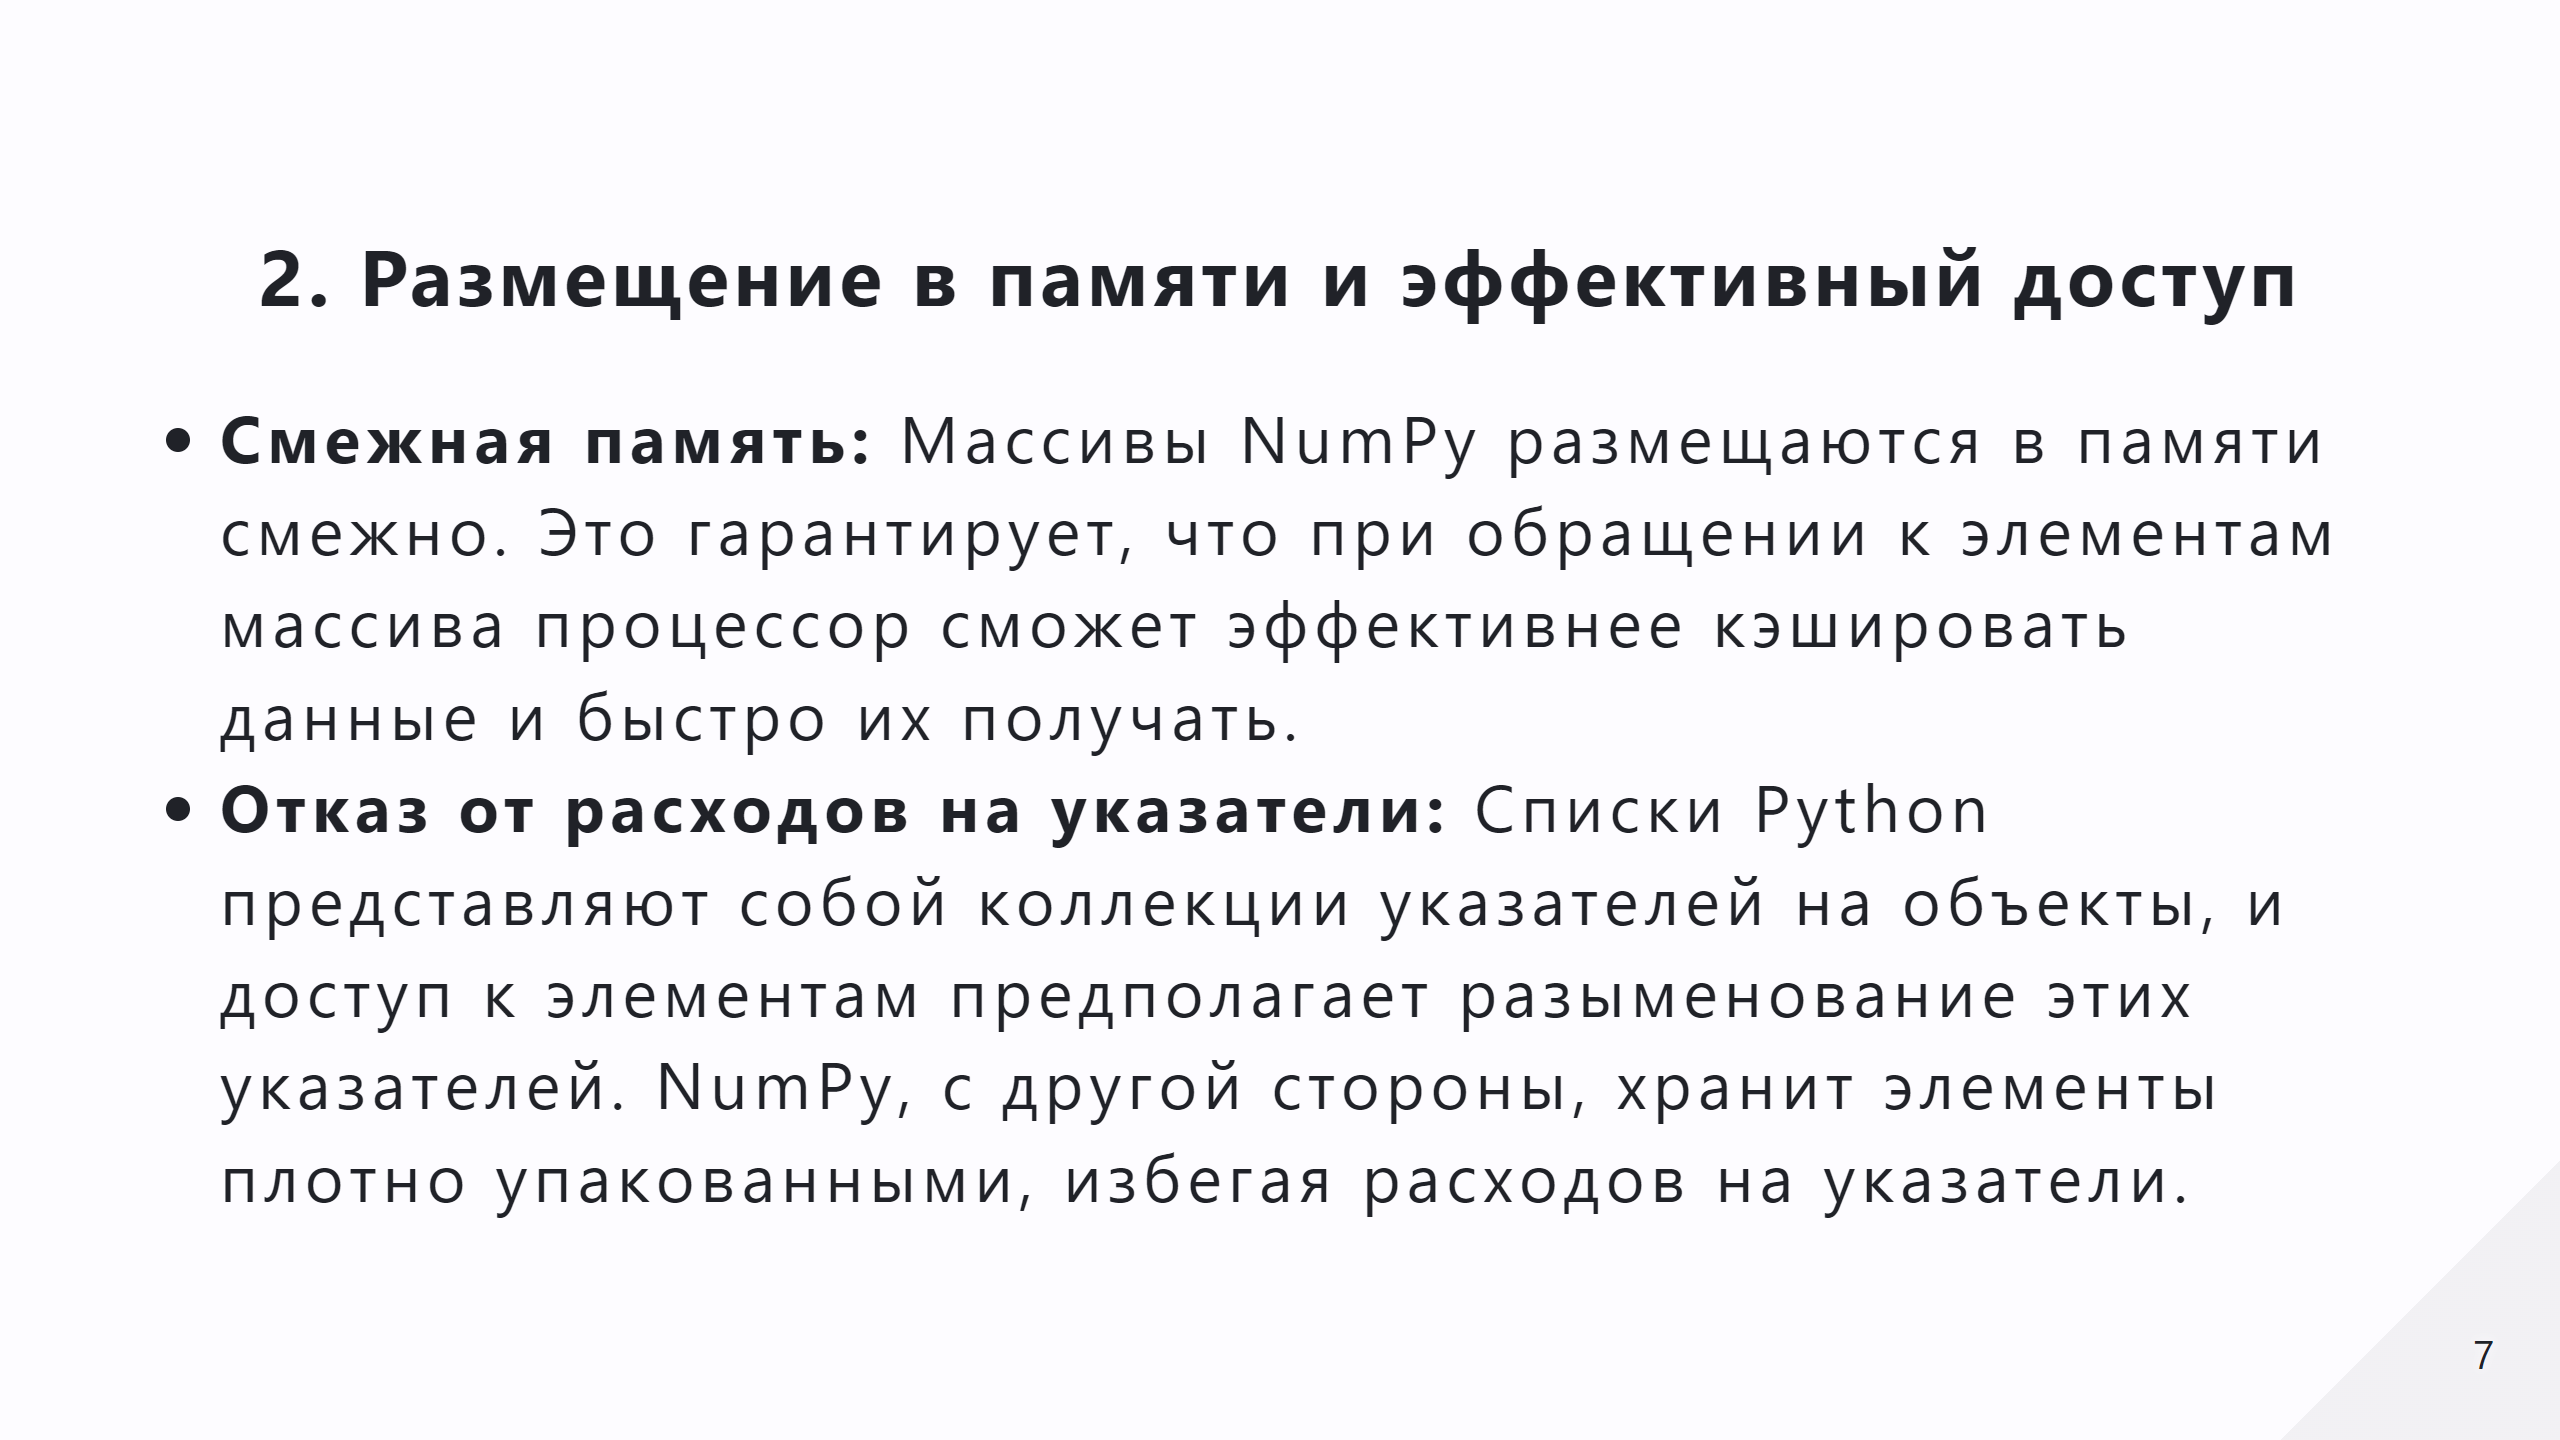 2. Размещение в памяти и эффективный доступ
• Смежная память: Массивы NumPy размещаются в памяти
смежно. Это гарантирует, что при обращении к элементам
массива процессор сможет эффективнее кэшировать
данные и быстро их получать.
• Отказ от расходов на указатели: Списки Python
представляют собой коллекции указателей на объекты, и
доступ к элементам предполагает разыменование этих
указателей. NumPy, с другой стороны, хранит элементы
плотно упакованными, избегая расходов на указатели.
7